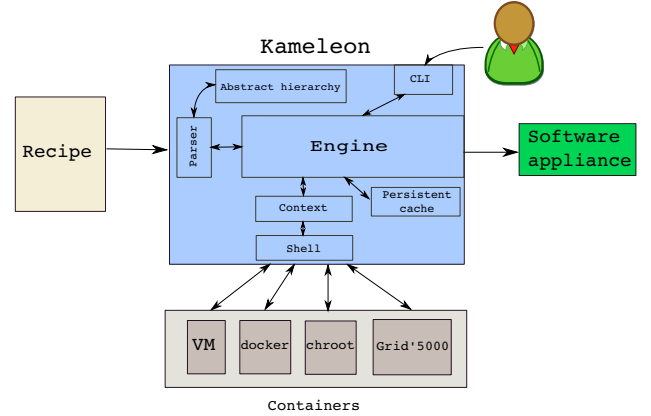 Kameleon
CLI
Abstract hierarchy
Recipe
Parser
Engine
Software
appliance
Persistent
cache
Context
Shell
VM
docker
chroot
Grid'5000
Containers